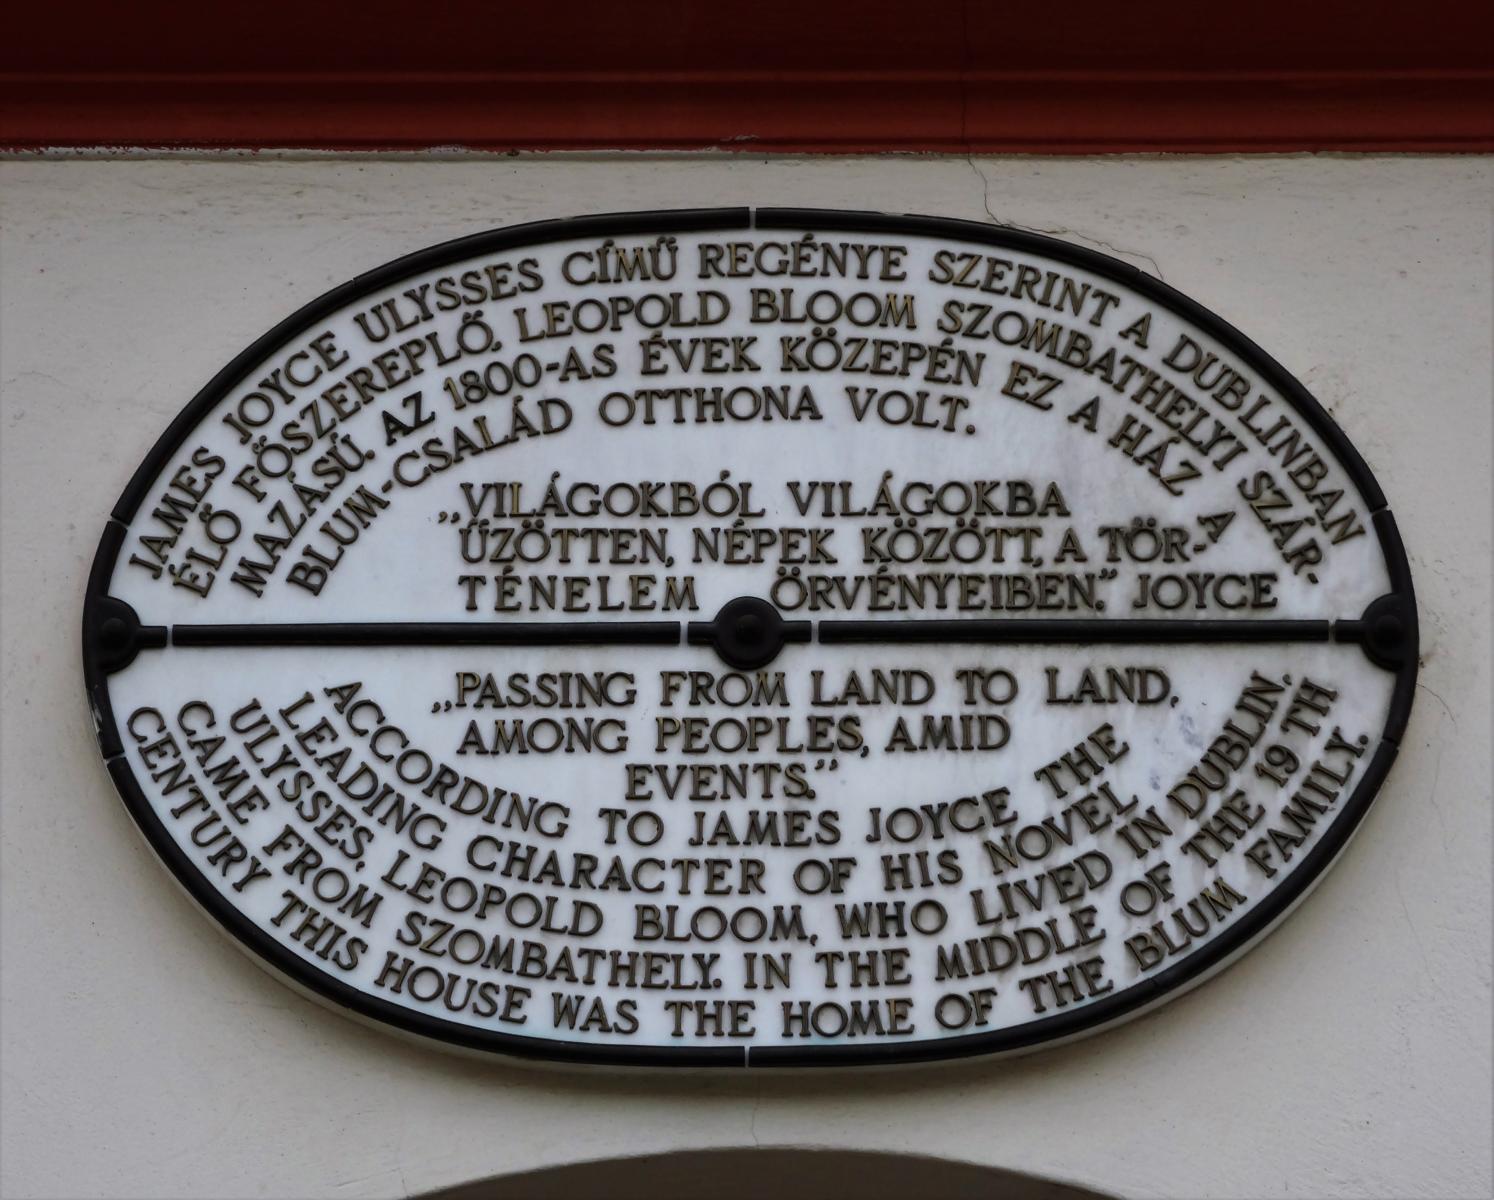 JAMES JOYCE ULYSSES CÍMŰ REGÉNYE SZERINT A DUBLINBAN
ÉLŐ FŐSZEREPLŐ, LEOPOLD BLOOM SZOMBATHELYI SZÁR-
MAZÁSÚ. AZ 1800-AS ÉVEK KÖZEPÉN EZ A HÁZ A
BLUM-CSALÁD OTTHONA VOLT.
„VILÁGOKBÓL VILÁGOKBA
ŰZÖTTEN, NÉPEK KÖZÖTT, A TÖR-
TÉNELEM ÖRVÉNYEIBEN." JOYCE
„PASSING FROM LAND TO LAND,
AMONG PEOPLES, AMID
EVENTS."
ACCORDING TO JAMES JOYCE THE
LEADING CHARACTER OF HIS NOVEL
ULYSSES, LEOPOLD BLOOM, WHO LIVED IN DUBLIN,
CAME FROM SZOMBATHELY. IN THE MIDDLE OF THE 19 TH
CENTURY THIS HOUSE WAS THE HOME OF THE BLUM FAMILY.